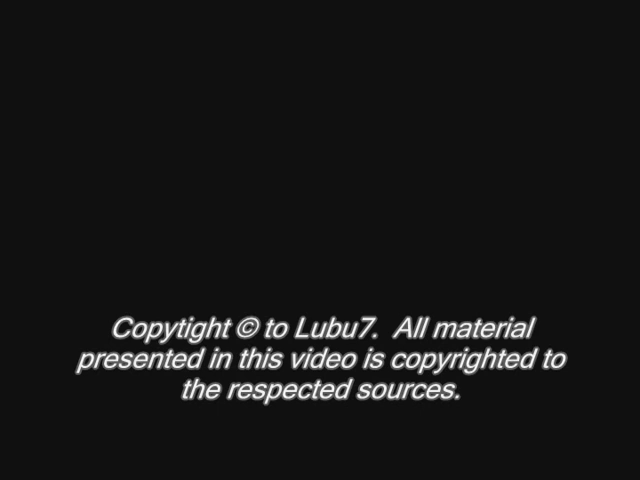 Copytight © to Lubu7.  All material
presented in this video is copyrighted to
the respected sources.